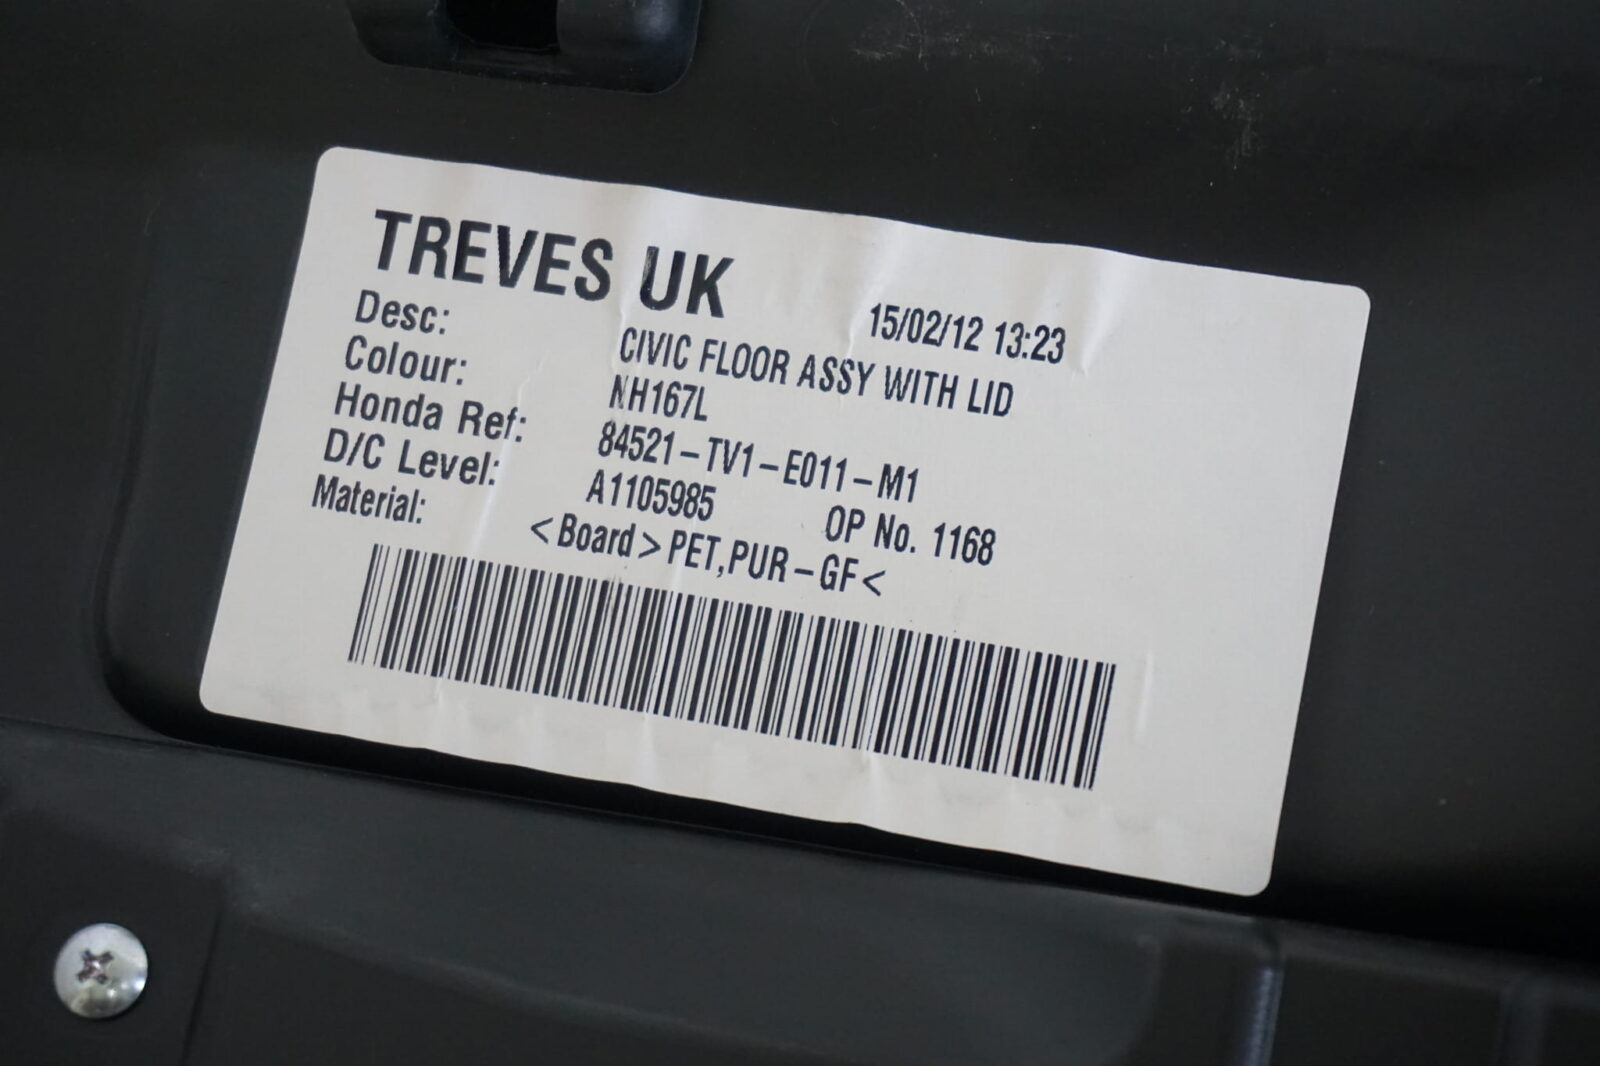 TREVES UK
15/02/12 13:23
Desc: CIVIC FLOOR ASSY WITH LID
Colour: NH167L
Honda Ref: 84521-TV1-E011-M1
D/C Level: A1105985 OP No. 1168
Material: <Board>PET,PUR-GF<